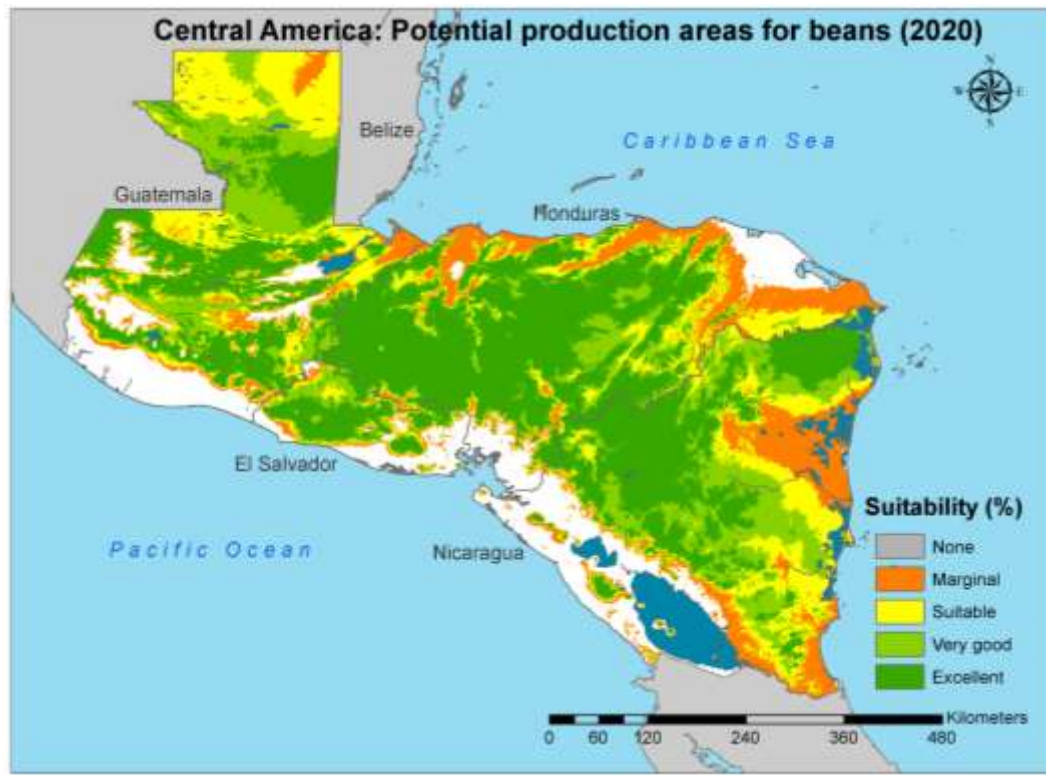 Central America: Potential production areas for beans (2020)
N
W E
S
Belize
Caribbean Sea
Guatemala
Honduras
El Salvador
Pacific Ocean
Nicaragua
Suitability (%)
None
Marginal
Suitable
Very good
Excellent
Kilometers
0 60 120 240 360 480